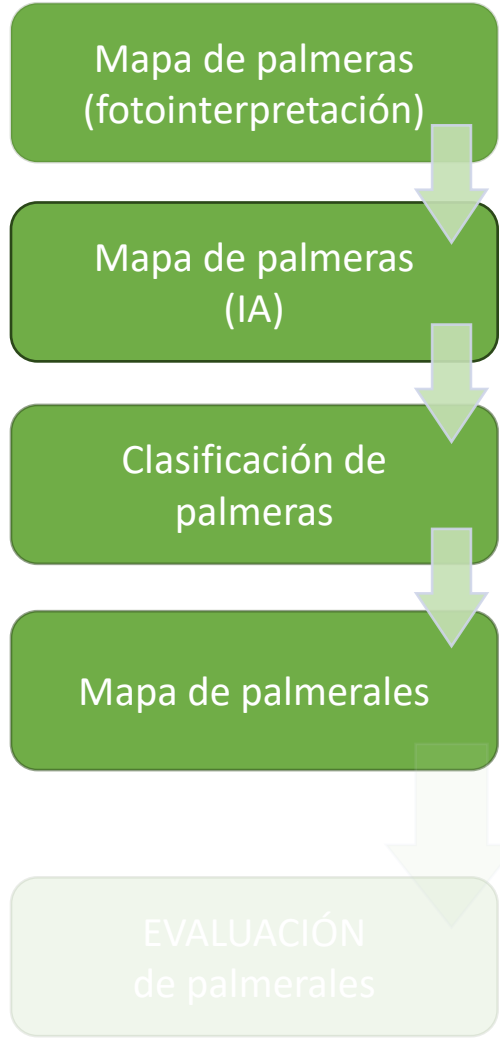 Mapa de palmeras
(fotointerpretación)
Mapa de palmeras
(IA)
Clasificación de
palmeras
Mapa de palmerales
EVALUACIÓN
de palmerales